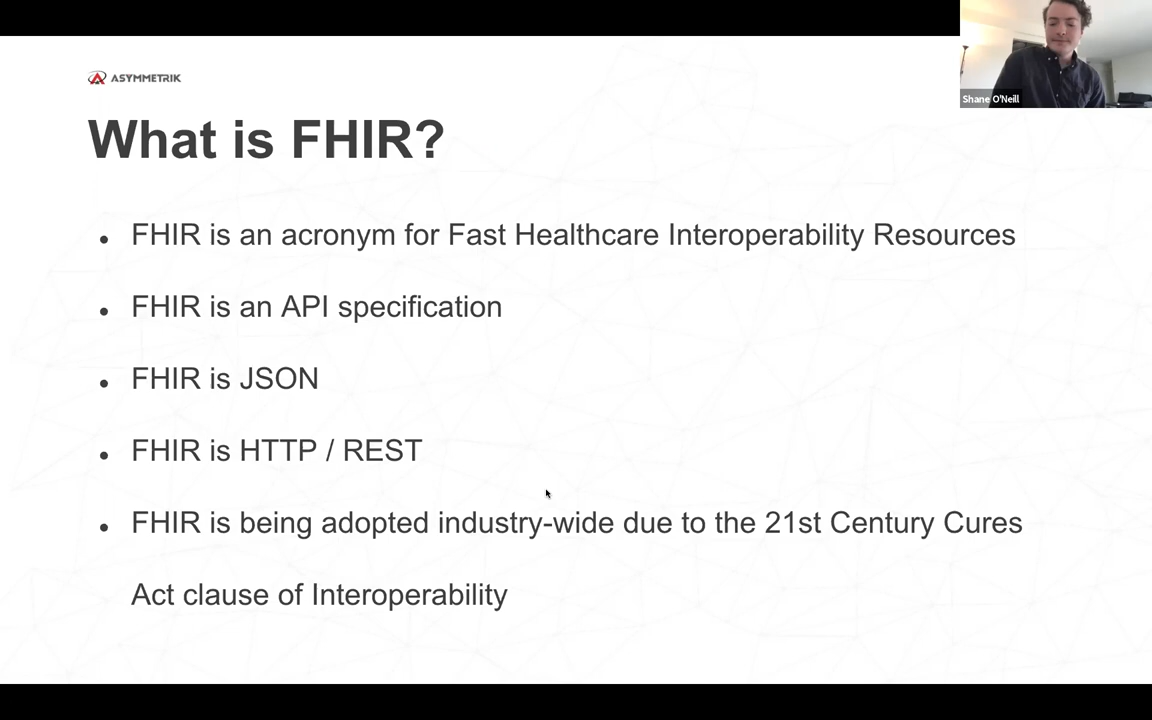 ASYMMETRIK
Shane O'Neill
What is FHIR?
FHIR is an acronym for Fast Healthcare Interoperability Resources
FHIR is an API specification
FHIR is JSON
FHIR is HTTP / REST
FHIR is being adopted industry-wide due to the 21st Century Cures
Act clause of Interoperability